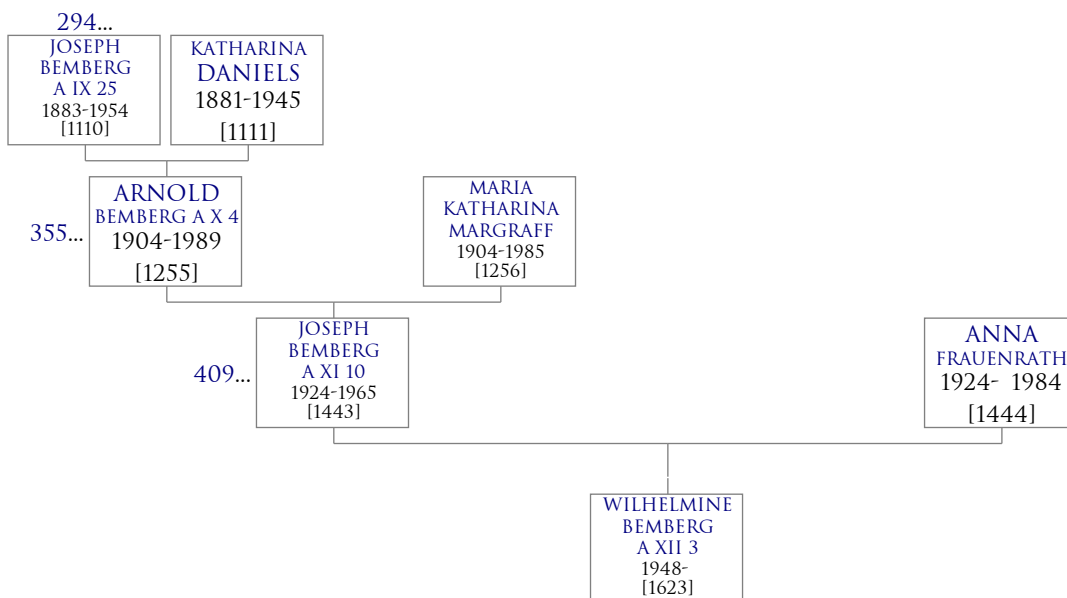 294...
JOSEPH
BEMBERG
A IX 25
1883-1954
[1110]
KATHARINA
DANIELS
1881-1945
[1111]
355...
ARNOLD
BEMBERG A X 4
1904-1989
[1255]
MARIA
KATHARINA
MARGRAFF
1904-1985
[1256]
409...
JOSEPH
BEMBERG
A XI 10
1924-1965
[1443]
ANNA
FRAUENRATH
1924- 1984
[1444]
WILHELMINE
BEMBERG
A XII 3
1948-
[1623]